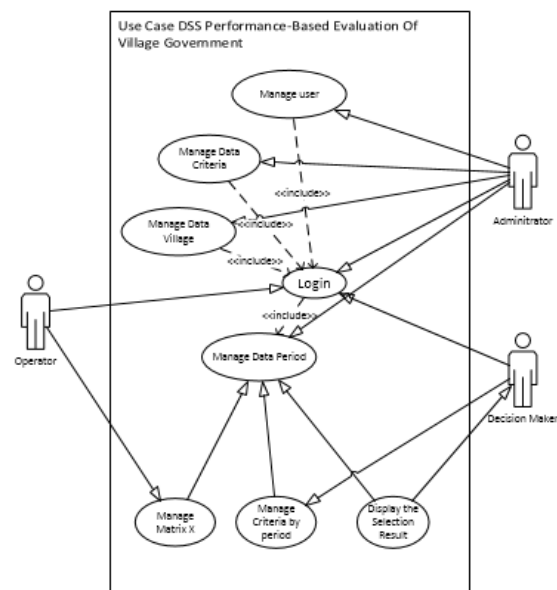 Use Case DSS Performance-Based Evaluation Of
Village Government
Manage user
Manage Data
Criteria
<<include>>
Manage Data
Village
<<include>>
<<include>>
Adminitrator
Login
<<include>>
Operator
Manage Data Period
Decision Maker
Manage
Matrix X
Manage
Criteria by
period
Display the
Selection
Result